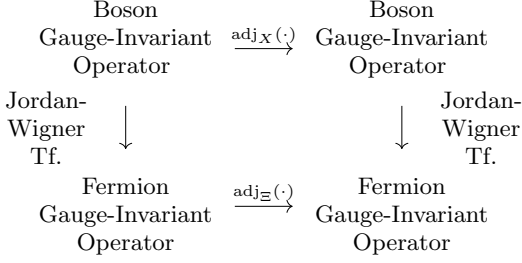 Boson
Gauge-Invariant
Operator
adj_X(·)
Boson
Gauge-Invariant
Operator
Jordan-
Wigner
Tf.
Jordan-
Wigner
Tf.
Fermion
Gauge-Invariant
Operator
adj_Ξ(·)
Fermion
Gauge-Invariant
Operator